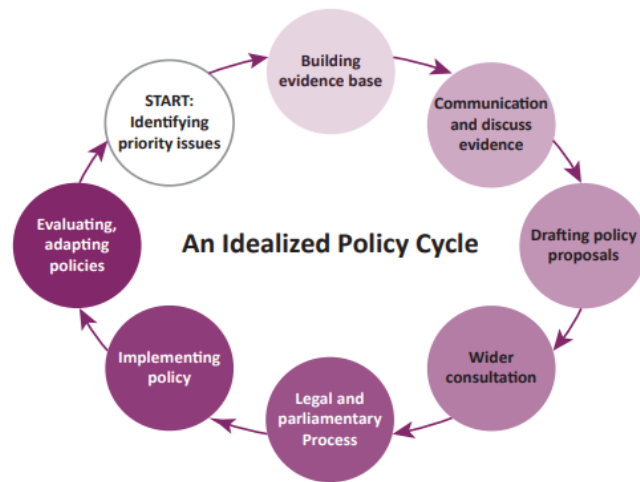 START:
Identifying
priority issues
Building
evidence base
Communication
and discuss
evidence
Drafting policy
proposals
Wider
consultation
Legal and
parliamentary
Process
Implementing
policy
Evaluating,
adapting
policies
An Idealized Policy Cycle